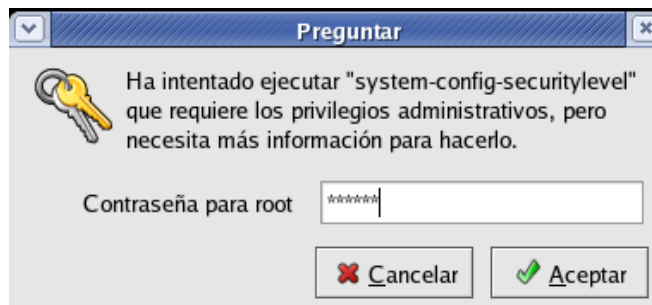 Preguntar
Ha intentado ejecutar "system-config-securitylevel"
que requiere los privilegios administrativos, pero
necesita más información para hacerlo.
Contraseña para root ******
Cancelar Aceptar